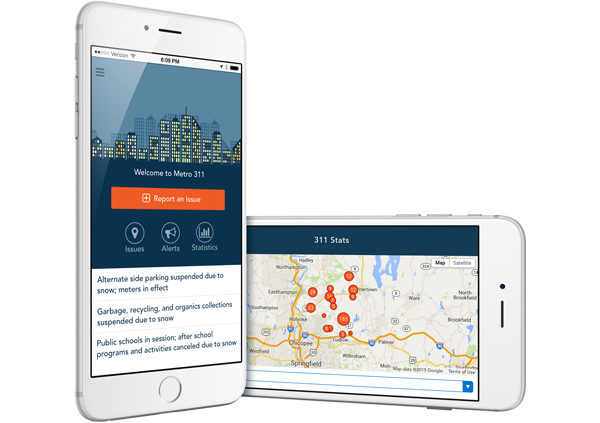 Verizon
6:09 PM
Welcome to Metro 311
Report an Issue
Issues
Alerts
Statistics
Alternate side parking suspended due to
snow; meters in effect
Garbage, recycling, and organics collections
suspended due to snow
Public schools in session; after school
programs and activities canceled due to snow
311 Stats
Map
Satellite
Hadley
Northampton
Easthampton
Southampton
Ware
North
Brookfield
Brookfield
Holyoke
Ludlow
Palmer
Chicopee
Westfield
Wilbraham
Springfield
Map data ©2015 Google
Terms of Use
185